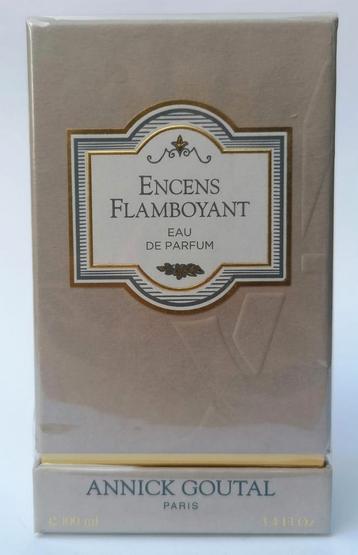 ENCENS
FLAMBOYANT
EAU
DE PARFUM
ANNICK GOUTAL
PARIS
℮ 100 ml 3.4 Fl Oz